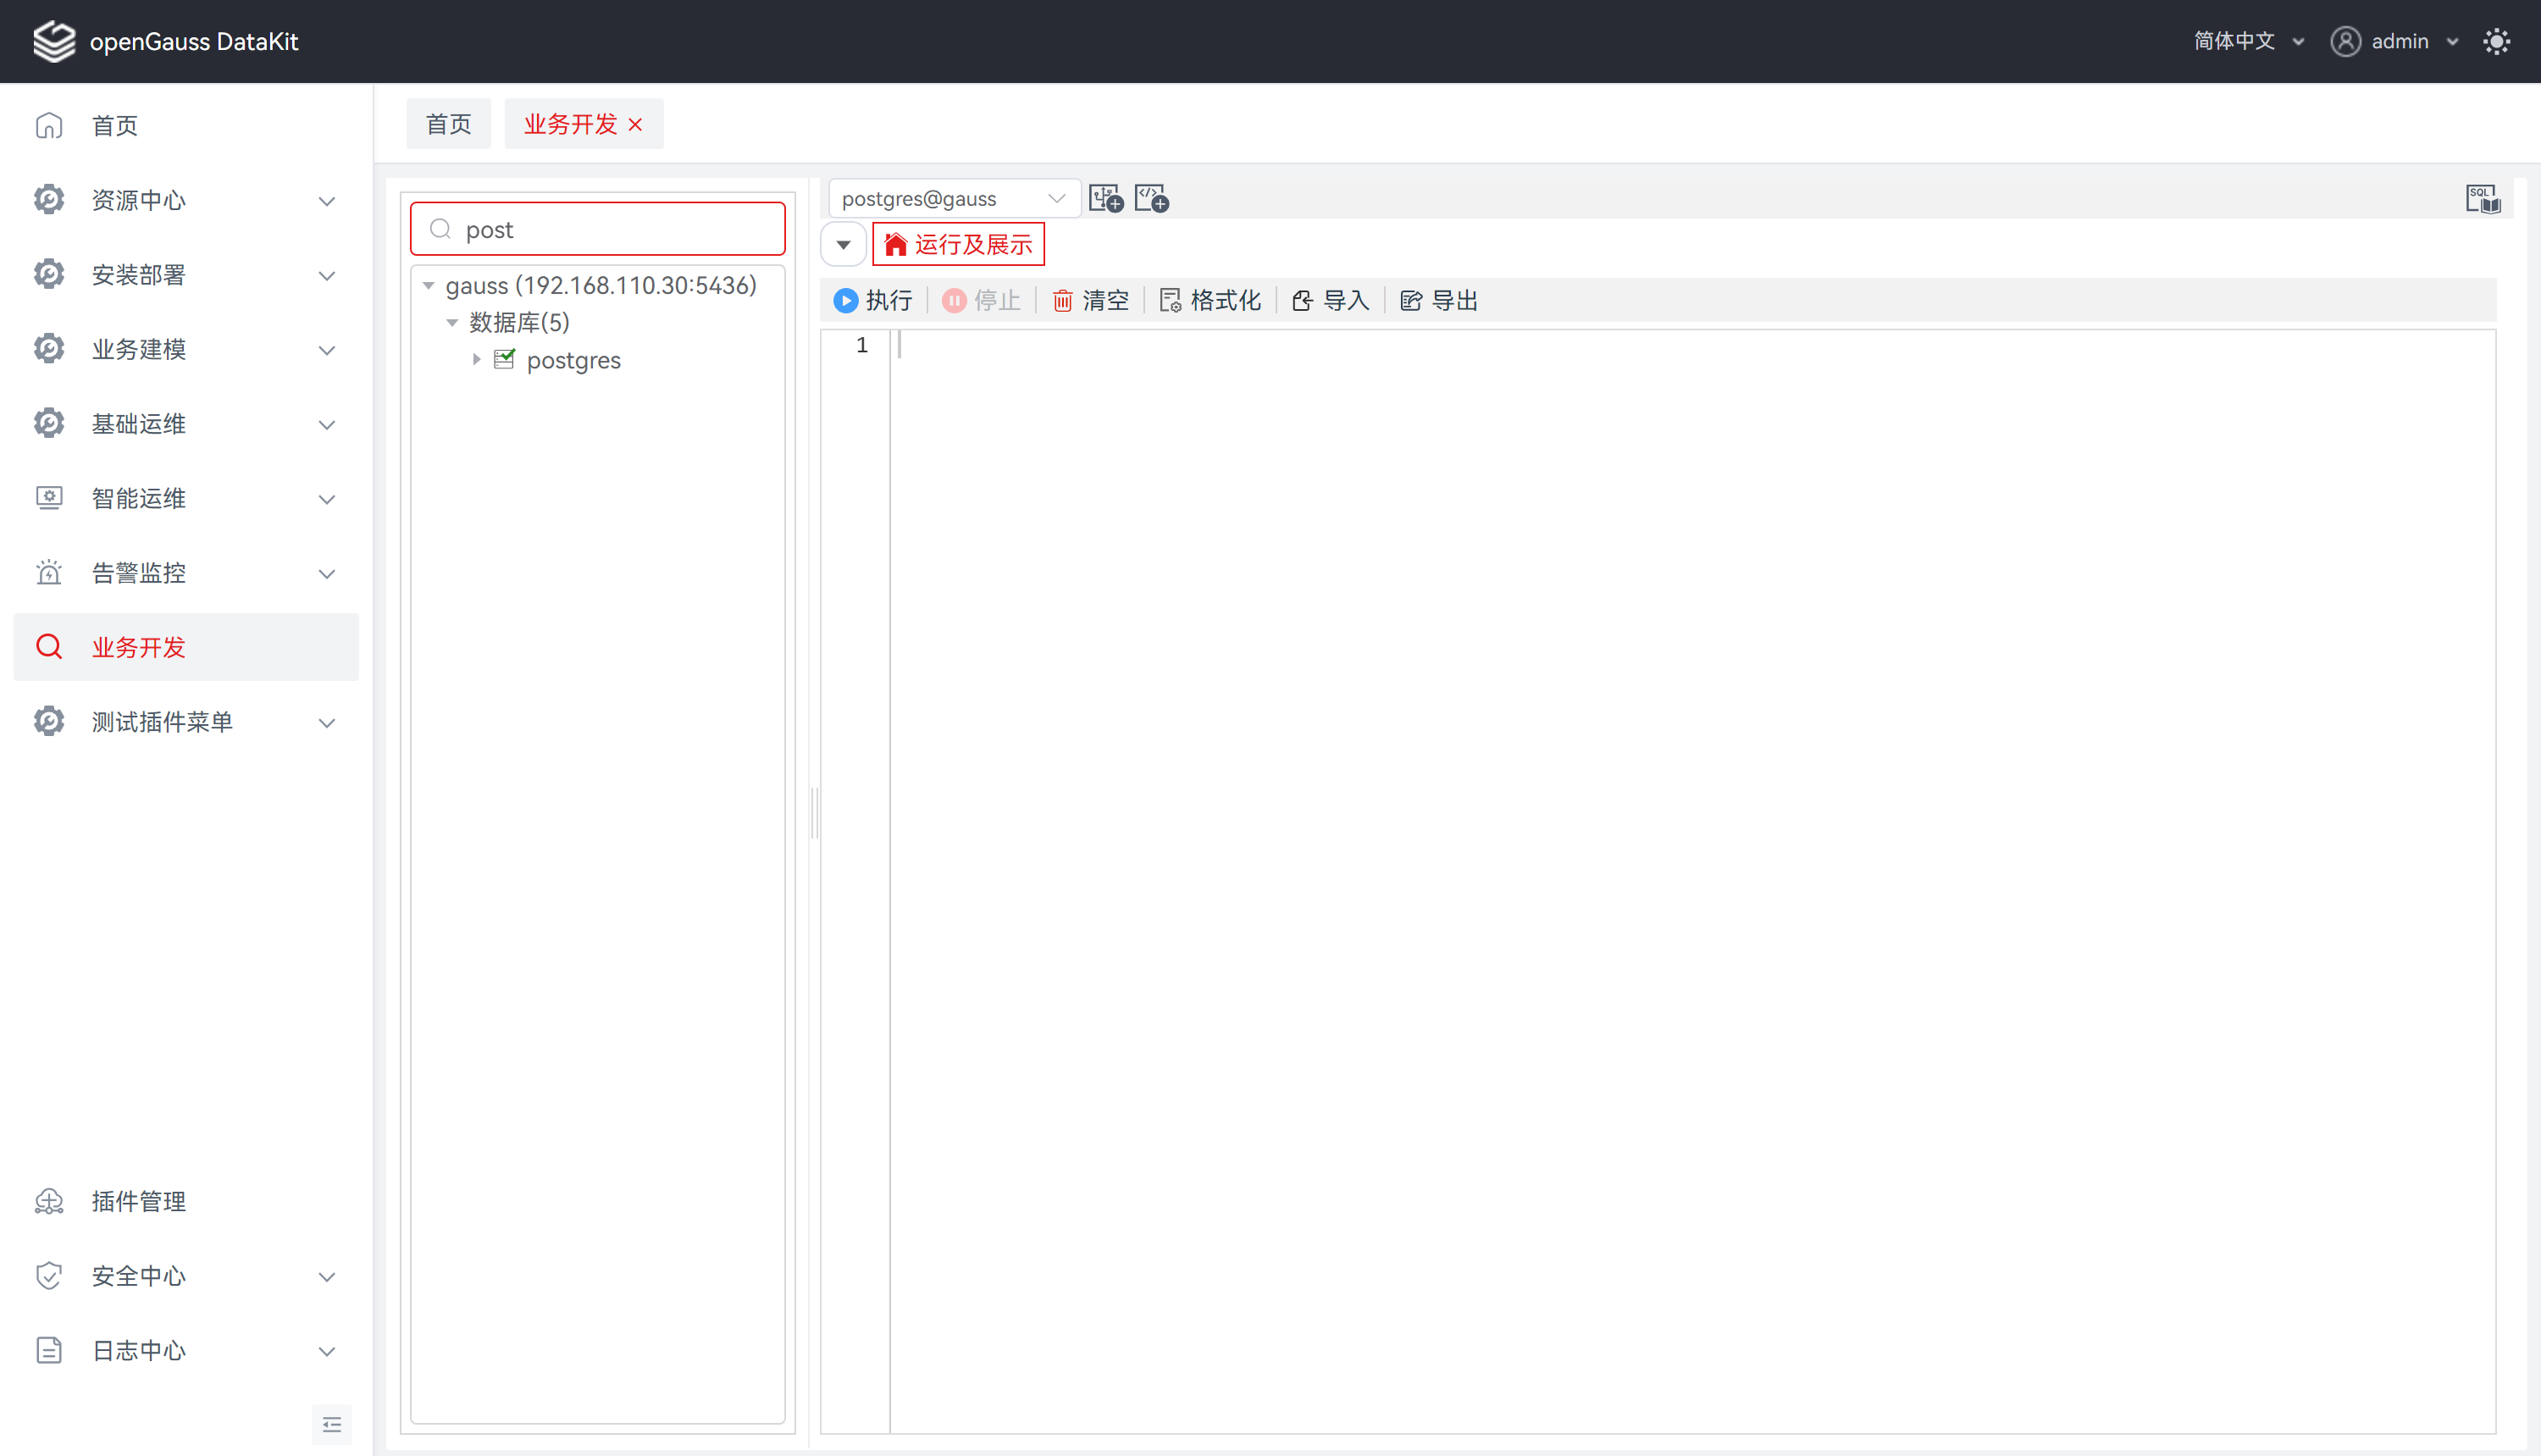 openGauss DataKit
简体中文
admin
首页
资源中心
安装部署
业务建模
基础运维
智能运维
告警监控
业务开发
测试插件菜单
插件管理
安全中心
日志中心
首页
业务开发
post
gauss (192.168.110.30:5436)
数据库(5)
postgres
postgres@gauss
SQL
运行及展示
执行
停止
清空
格式化
导入
导出
1